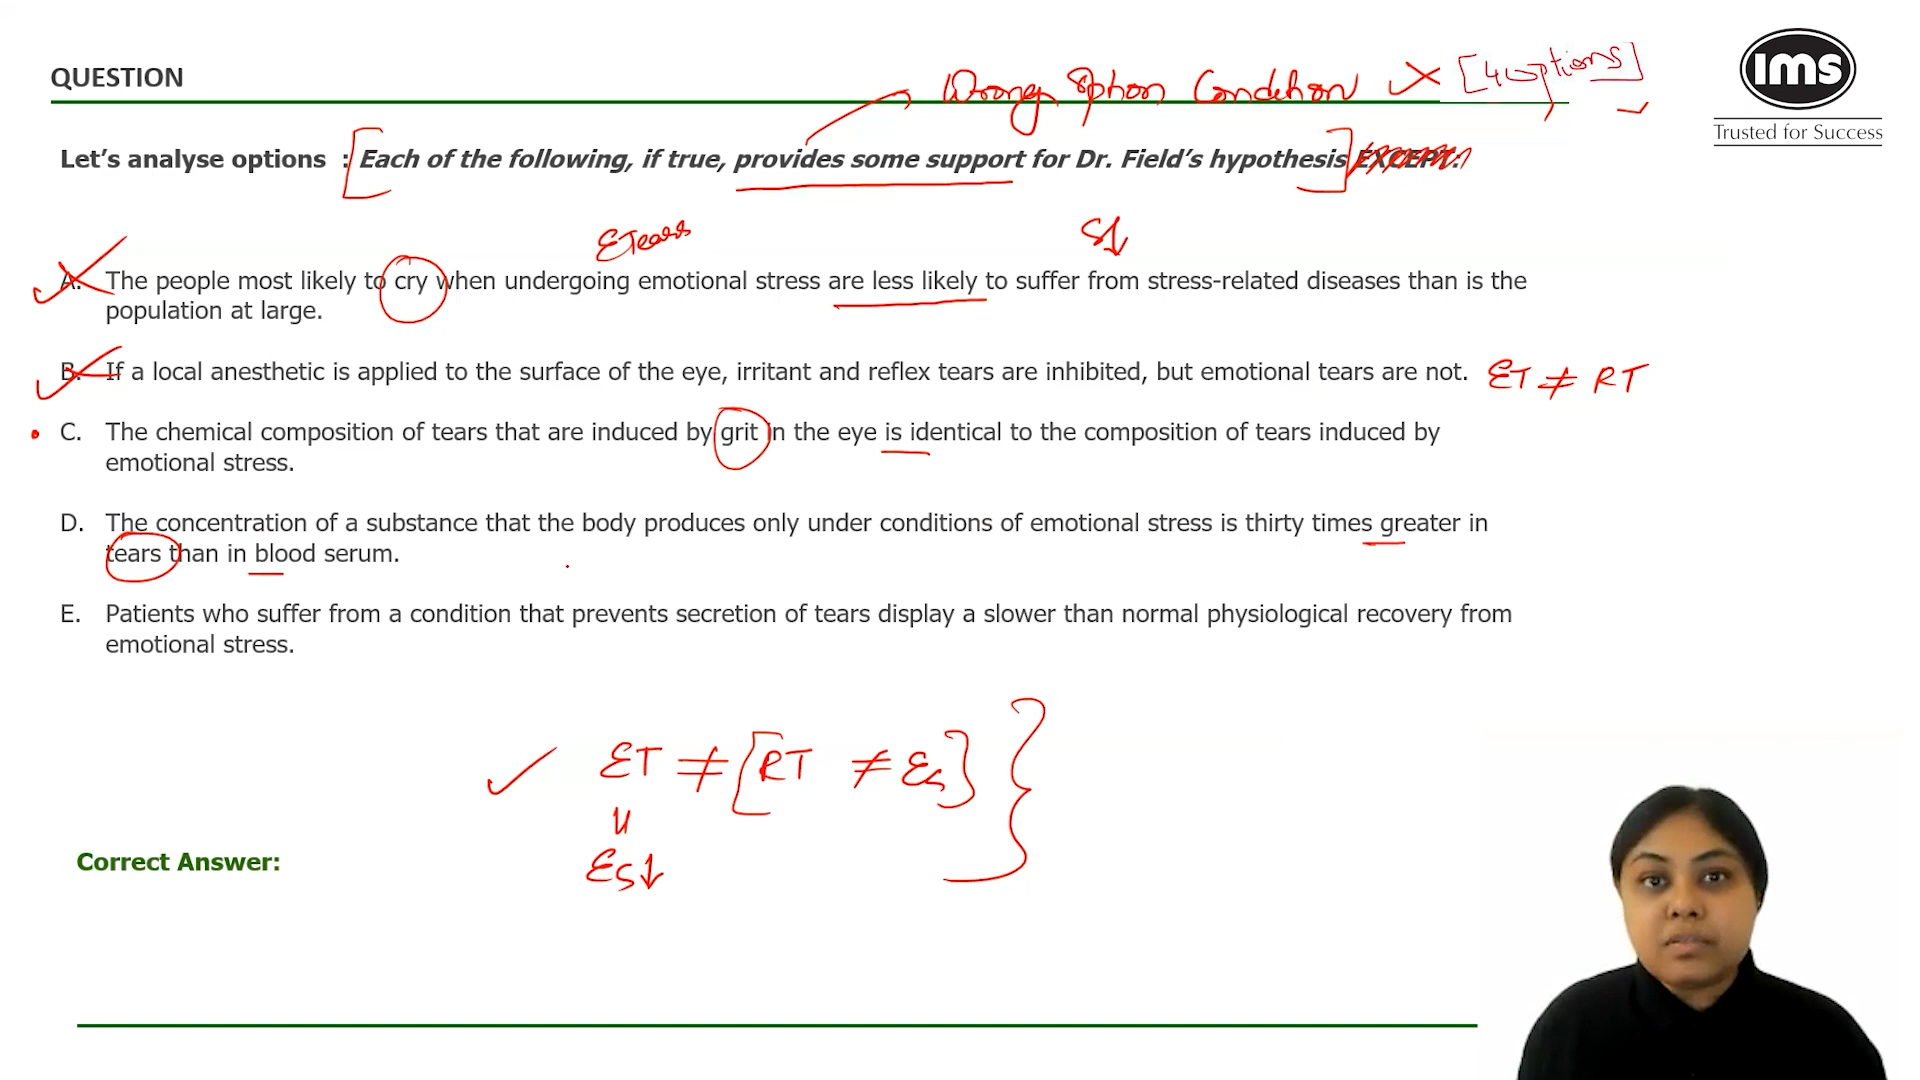 QUESTION
Wrong Option Condition × [4 options]
IMS
Trusted for Success
Let's analyse options : Each of the following, if true, provides some support for Dr. Field's hypothesis EXCEPT:
ETears S↓
A. The people most likely to cry when undergoing emotional stress are less likely to suffer from stress-related diseases than is the
population at large.
B. If a local anesthetic is applied to the surface of the eye, irritant and reflex tears are inhibited, but emotional tears are not. ET ≠ RT
C. The chemical composition of tears that are induced by grit in the eye is identical to the composition of tears induced by
emotional stress.
D. The concentration of a substance that the body produces only under conditions of emotional stress is thirty times greater in
tears than in blood serum.
E. Patients who suffer from a condition that prevents secretion of tears display a slower than normal physiological recovery from
emotional stress.
ET ≠ [RT ≠ ES] }
ES↓
Correct Answer: